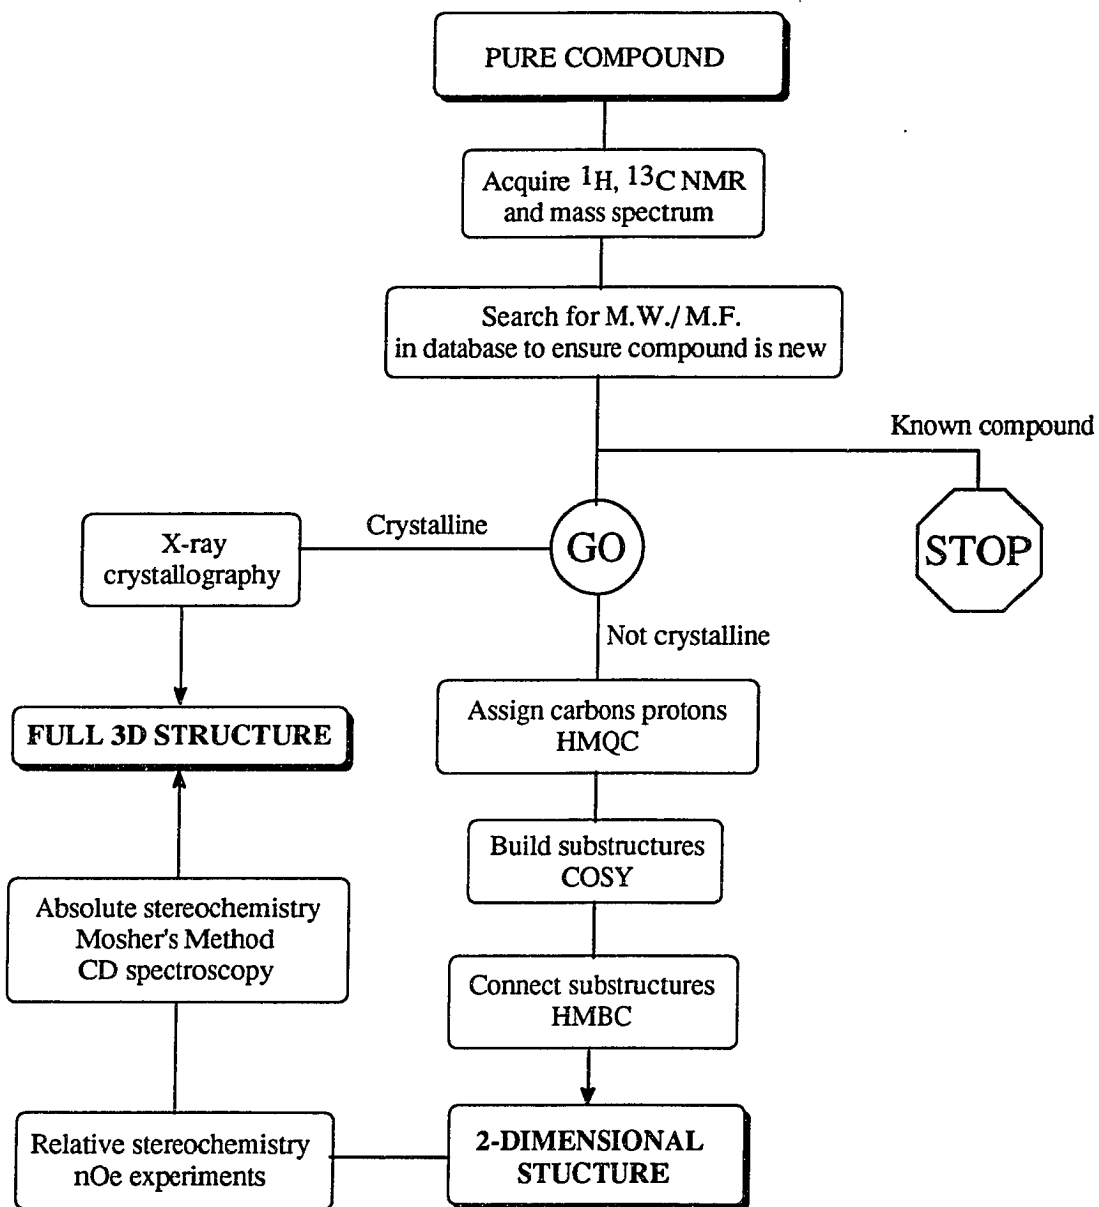 PURE COMPOUND
Acquire ¹H, ¹³C NMR
and mass spectrum
Search for M.W./ M.F.
in database to ensure compound is new
Known compound
STOP
GO
Crystalline
X-ray
crystallography
Not crystalline
FULL 3D STRUCTURE
Assign carbons protons
HMQC
Build substructures
COSY
Absolute stereochemistry
Mosher's Method
CD spectroscopy
Connect substructures
HMBC
Relative stereochemistry
nOe experiments
2-DIMENSIONAL
STUCTURE